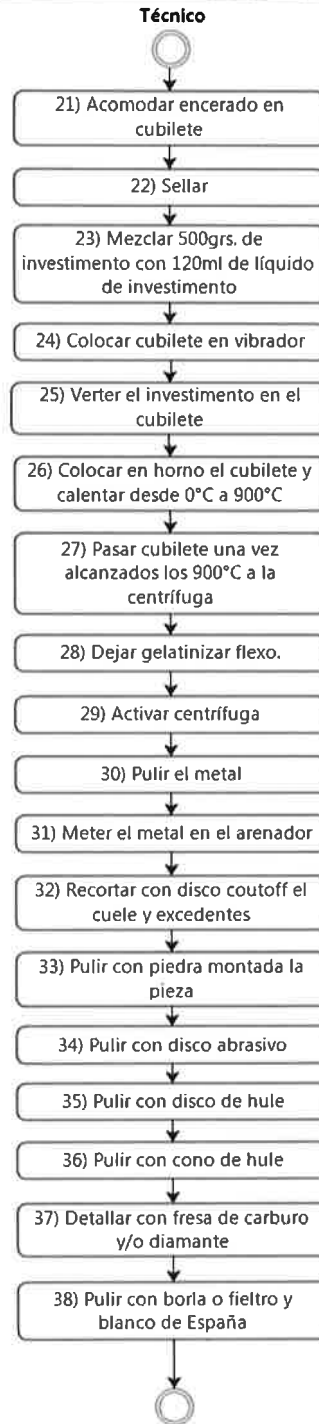 Técnico
21) Acomodar encerado en
cubilete
22) Sellar
23) Mezclar 500grs. de
investimento con 120ml de líquido
de investimento
24) Colocar cubilete en vibrador
25) Verter el investimento en el
cubilete
26) Colocar en horno el cubilete y
calentar desde 0°C a 900°C
27) Pasar cubilete una vez
alcanzados los 900°C a la
centrífuga
28) Dejar gelatinizar flexo.
29) Activar centrífuga
30) Pulir el metal
31) Meter el metal en el arenador
32) Recortar con disco coutoff el
cuele y excedentes
33) Pulir con piedra montada la
pieza
34) Pulir con disco abrasivo
35) Pulir con disco de hule
36) Pulir con cono de hule
37) Detallar con fresa de carburo
y/o diamante
38) Pulir con borla o fieltro y
blanco de España